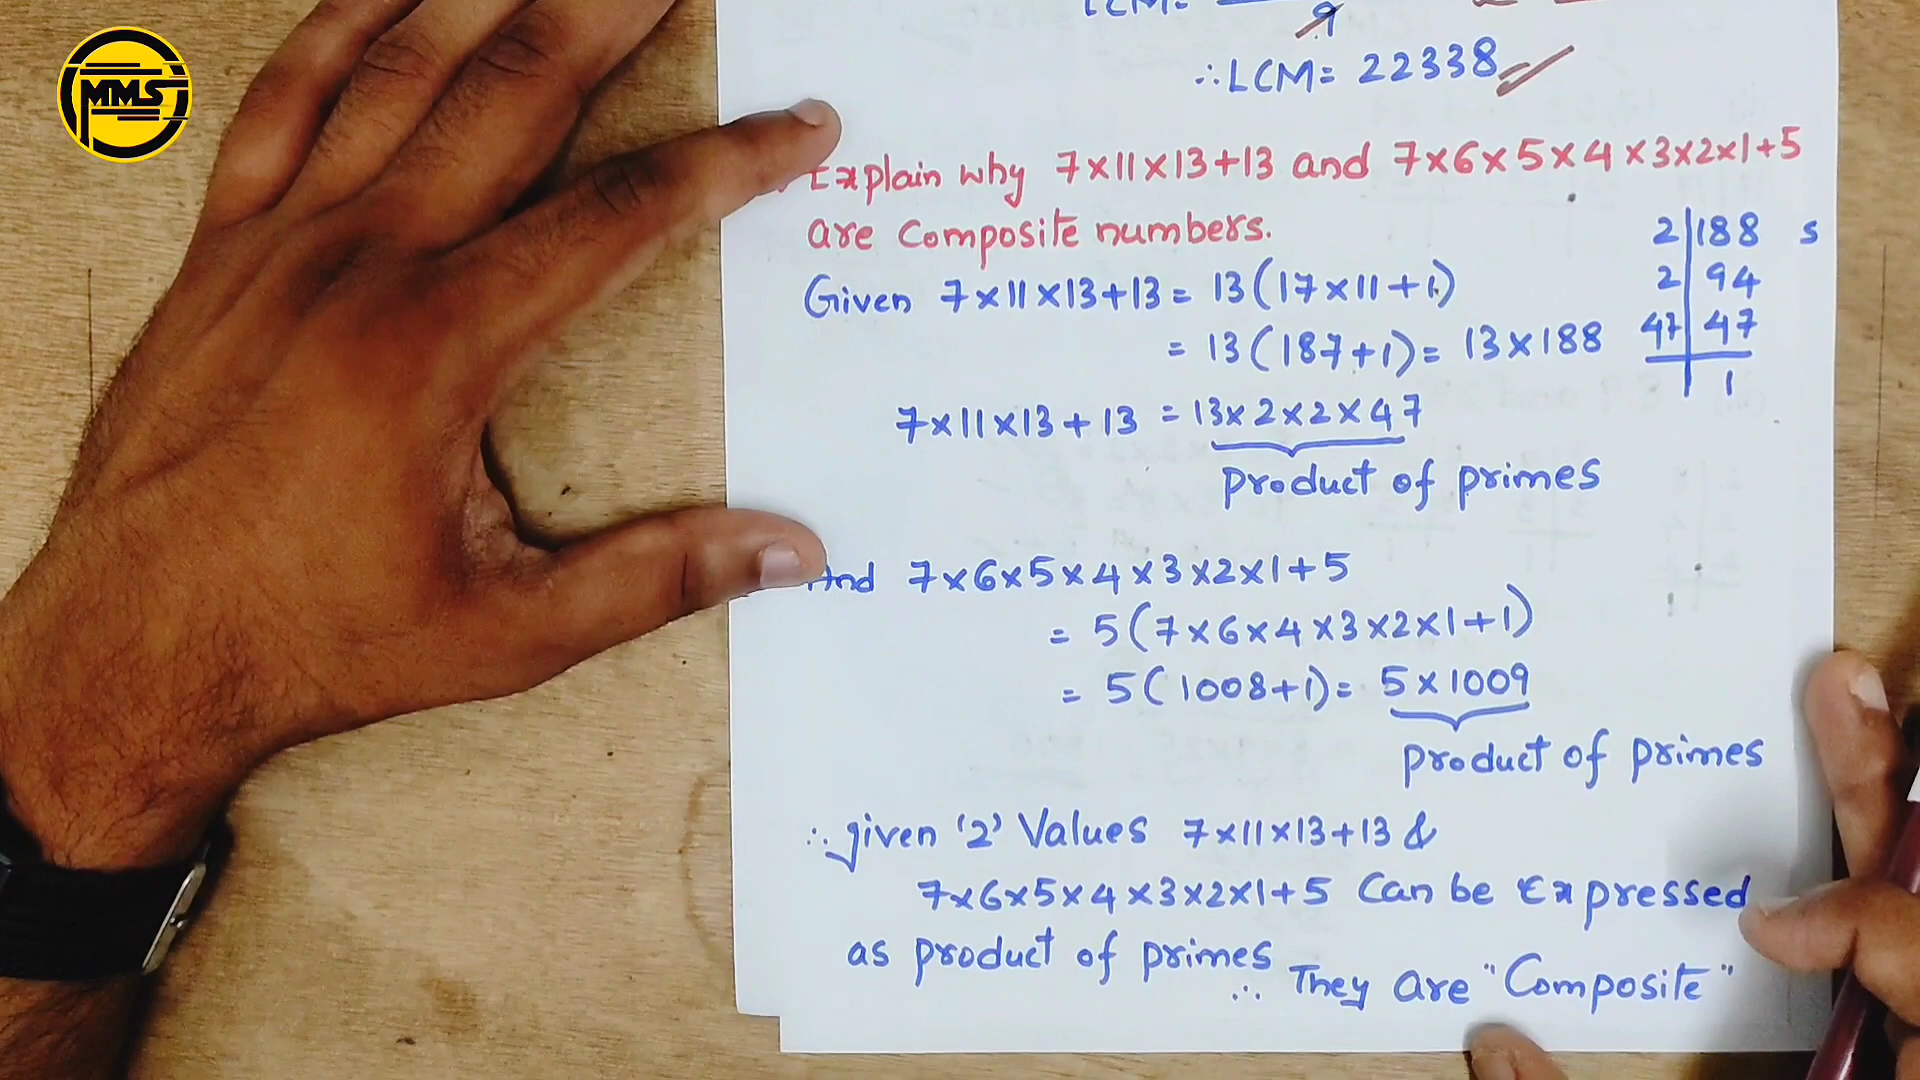 MMS
LCM=
9
∴LCM= 22338
Explain why 7×11×13+13 and 7×6×5×4×3×2×1+5
are composite numbers.
Given 7×11×13+13 = 13(17×11+1)
= 13(187+1)= 13×188
7×11×13+13 = 13×2×2×47
product of primes
2|188 s
2|94
47|47
1
And 7×6×5×4×3×2×1+5
= 5(7×6×4×3×2×1+1)
= 5(1008+1)= 5×1009
product of primes
∴given '2' Values 7×11×13+13 &
7×6×5×4×3×2×1+5 Can be Expressed
as product of primes
∴ They Are "Composite"